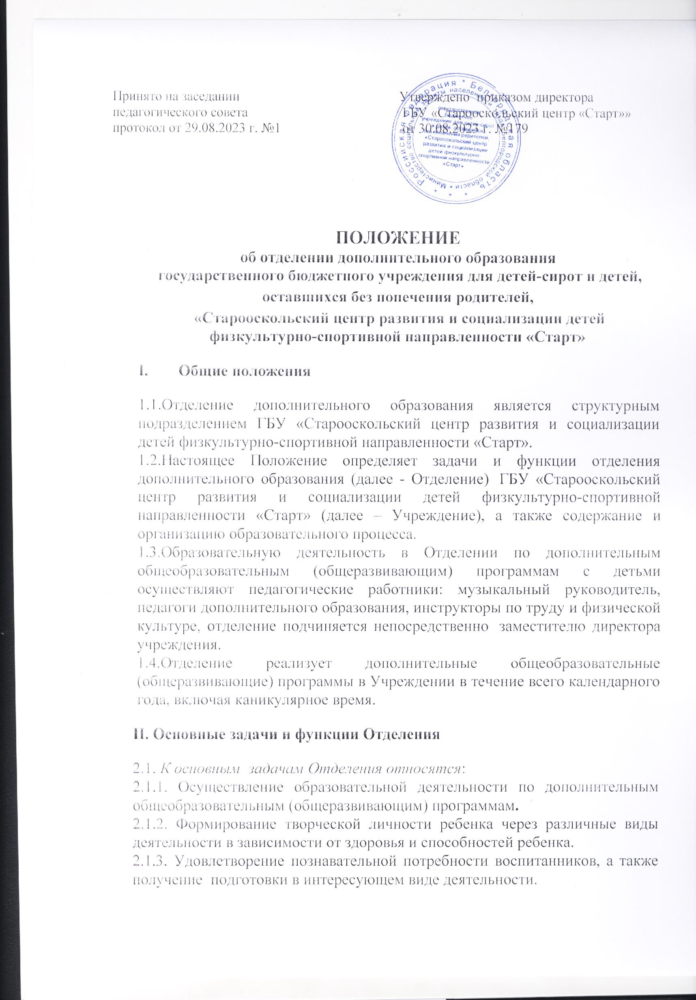 Принято на заседании
педагогического совета
протокол от 29.08.2023 г. №1
Утверждено приказом директора
ГБУ «Старооскольский центр «Старт»»
от 30.08.2023 г. №179
Российская Федерация * Белгородская область
Министерство социальной защиты населения и труда Белгородской области
государственное
бюджетное
учреждение для детей-сирот
и детей, оставшихся
без попечения родителей,
«Старооскольский центр
развития и социализации
детей физкультурно-
спортивной направленности
«Старт»
ПОЛОЖЕНИЕ
об отделении дополнительного образования
государственного бюджетного учреждения для детей-сирот и детей,
оставшихся без попечения родителей,
«Старооскольский центр развития и социализации детей
физкультурно-спортивной направленности «Старт»
I. Общие положения
1.1.Отделение дополнительного образования является структурным
подразделением ГБУ «Старооскольский центр развития и социализации
детей физкультурно-спортивной направленности «Старт».
1.2.Настоящее Положение определяет задачи и функции отделения
дополнительного образования (далее - Отделение) ГБУ «Старооскольский
центр развития и социализации детей физкультурно-спортивной
направленности «Старт» (далее – Учреждение), а также содержание и
организацию образовательного процесса.
1.3.Образовательную деятельность в Отделении по дополнительным
общеобразовательным (общеразвивающим) программам с детьми
осуществляют педагогические работники: музыкальный руководитель,
педагоги дополнительного образования, инструкторы по труду и физической
культуре, отделение подчиняется непосредственно заместителю директора
учреждения.
1.4.Отделение реализует дополнительные общеобразовательные
(общеразвивающие) программы в Учреждении в течение всего календарного
года, включая каникулярное время.
II. Основные задачи и функции Отделения
2.1. К основным задачам Отделения относятся:
2.1.1. Осуществление образовательной деятельности по дополнительным
общеобразовательным (общеразвивающим) программам.
2.1.2. Формирование творческой личности ребенка через различные виды
деятельности в зависимости от здоровья и способностей ребенка.
2.1.3. Удовлетворение познавательной потребности воспитанников, а также
получение подготовки в интересующем виде деятельности.